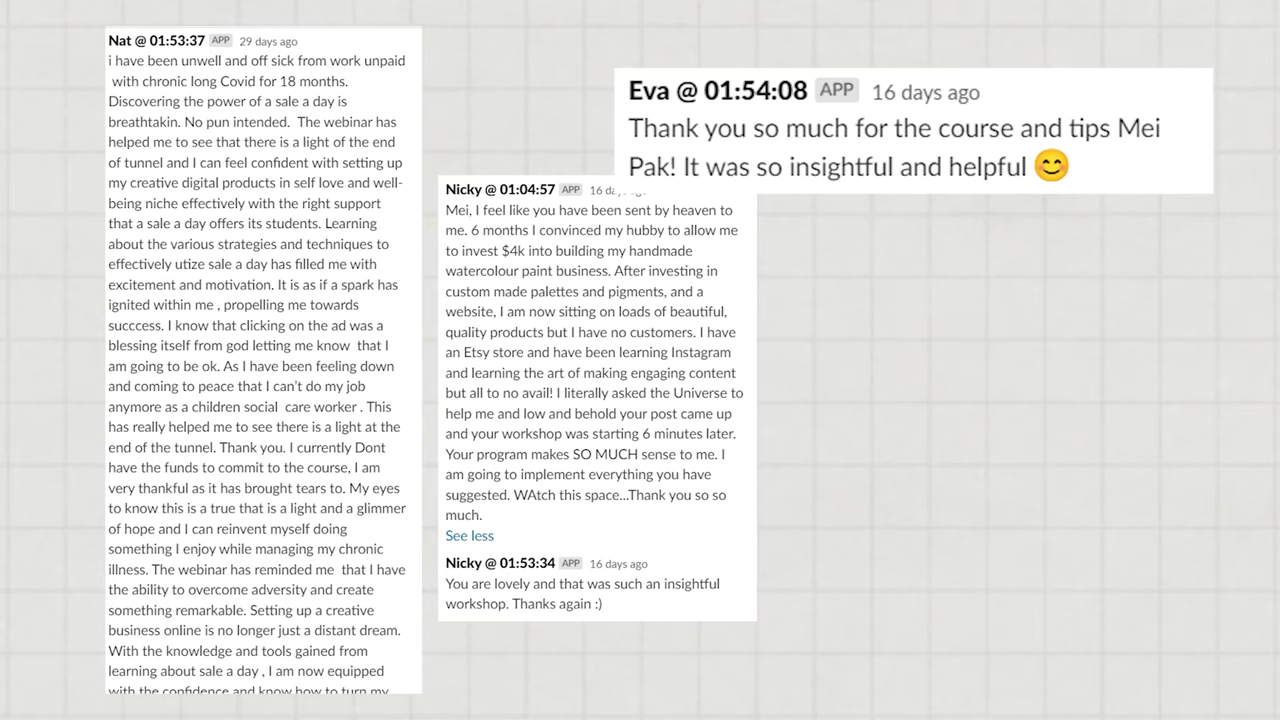 Nat @ 01:53:37 APP 29 days ago
i have been unwell and off sick from work unpaid
with chronic long Covid for 18 months.
Discovering the power of a sale a day is
breathtakin. No pun intended. The webinar has
helped me to see that there is a light of the end
of tunnel and I can feel confident with setting up
my creative digital products in self love and well-
being niche effectively with the right support
that a sale a day offers its students. Learning
about the various strategies and techniques to
effectively utize sale a day has filled me with
excitement and motivation. It is as if a spark has
ignited within me , propelling me towards
succcess. I know that clicking on the ad was a
blessing itself from god letting me know that I
am going to be ok. As I have been feeling down
and coming to peace that I can't do my job
anymore as a children social care worker . This
has really helped me to see there is a light at the
end of the tunnel. Thank you. I currently Dont
have the funds to commit to the course, I am
very thankful as it has brought tears to. My eyes
to know this is a true that is a light and a glimmer
of hope and I can reinvent myself doing
something I enjoy while managing my chronic
illness. The webinar has reminded me that I have
the ability to overcome adversity and create
something remarkable. Setting up a creative
business online is no longer just a distant dream.
With the knowledge and tools gained from
learning about sale a day , I am now equipped
with the confidence and know how to turn my
Nicky @ 01:04:57 APP 16
Mei, I feel like you have been sent by heaven to
me. 6 months I convinced my hubby to allow me
to invest $4k into building my handmade
watercolour paint business. After investing in
custom made palettes and pigments, and a
website, I am now sitting on loads of beautiful,
quality products but I have no customers. I have
an Etsy store and have been learning Instagram
and learning the art of making engaging content
but all to no avail! I literally asked the Universe to
help me and low and behold your post came up
and your workshop was starting 6 minutes later.
Your program makes SO MUCH sense to me. I
am going to implement everything you have
suggested. WAtch this space...Thank you so so
much.
See less
Nicky @ 01:53:34 APP 16 days ago
You are lovely and that was such an insightful
workshop. Thanks again :)
Eva @ 01:54:08 APP 16 days ago
Thank you so much for the course and tips Mei
Pak! It was so insightful and helpful 😊